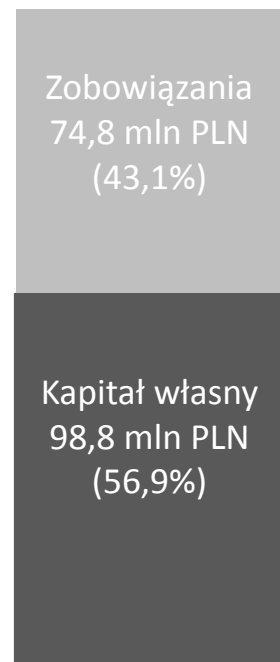 Zobowiązania
74,8 mln PLN
(43,1%)
Kapitał własny
98,8 mln PLN
(56,9%)